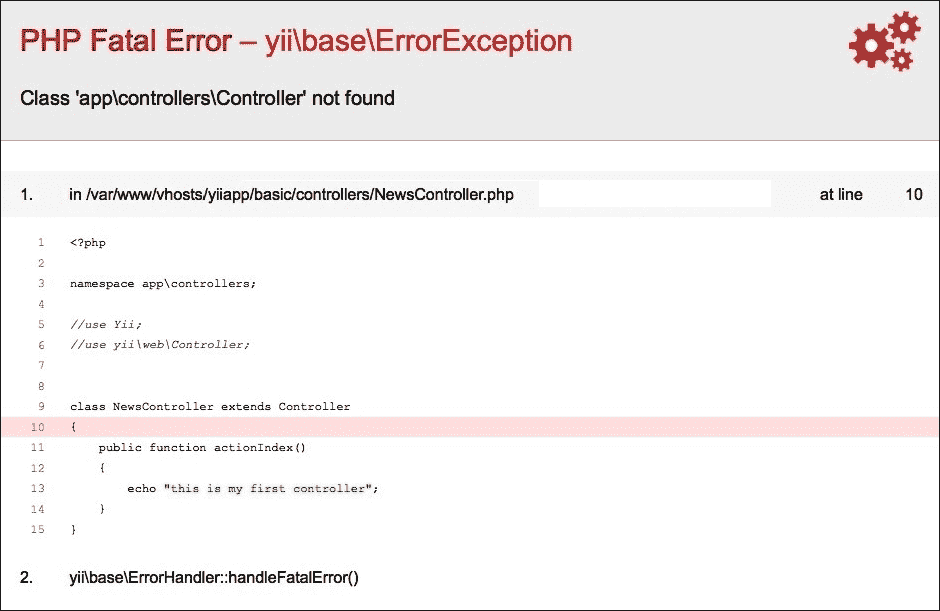 PHP Fatal Error – yii\base\ErrorException
Class 'app\controllers\Controller' not found
1. in /var/www/vhosts/yiiapp/basic/controllers/NewsController.php at line 10
1 <?php
2
3 namespace app\controllers;
4
5 //use Yii;
6 //use yii\web\Controller;
7
8
9 class NewsController extends Controller
10 {
11     public function actionIndex()
12     {
13         echo "this is my first controller";
14     }
15 }
2. yii\base\ErrorHandler::handleFatalError()